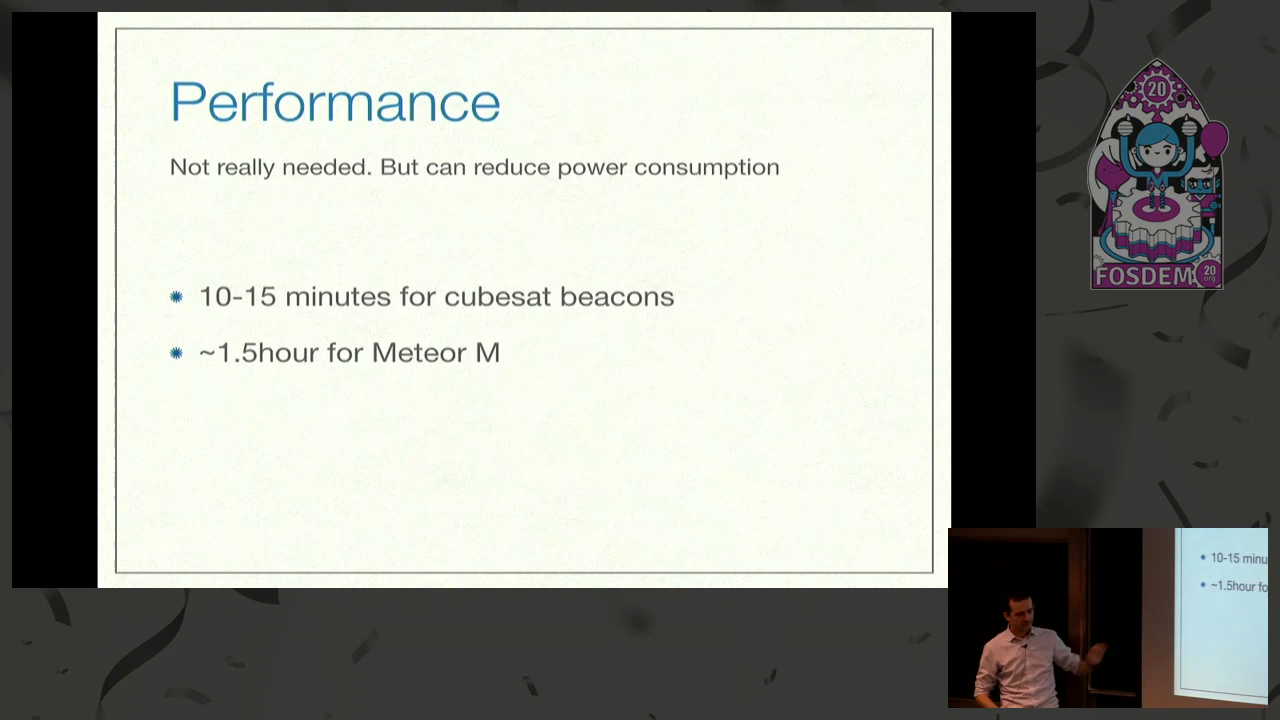 Performance
Not really needed. But can reduce power consumption
10-15 minutes for cubesat beacons
~1.5hour for Meteor M
20
FOSDEM
20
.org
10-15 minu
~1.5hour fo